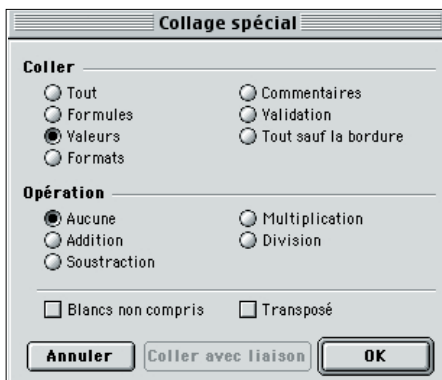 Collage spécial
Coller
Tout
Formules
Valeurs
Formats
Commentaires
Validation
Tout sauf la bordure
Opération
Aucune
Addition
Soustraction
Multiplication
Division
Blancs non compris
Transposé
Annuler
Coller avec liaison
OK